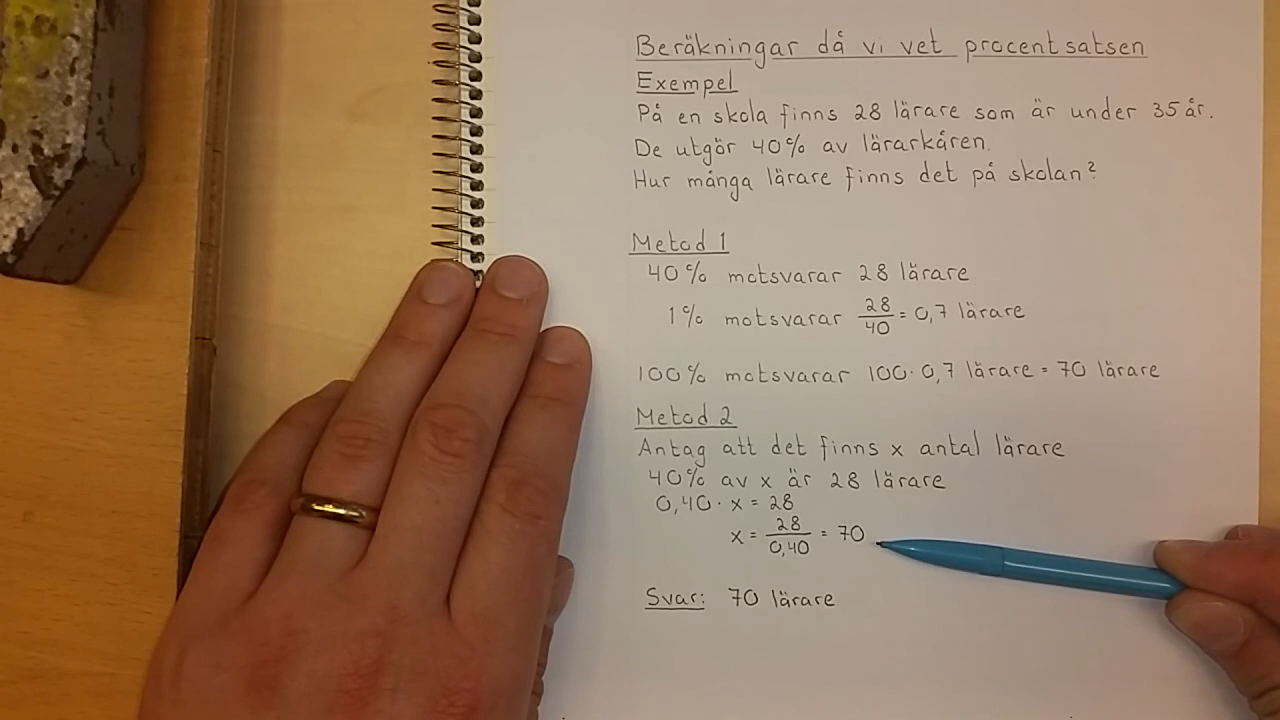 Beräkningar då vi vet procentsatsen
Exempel
På en skola finns 28 lärare som är under 35 år.
De utgör 40% av lärarkåren.
Hur många lärare finns det på skolan?
Metod 1
40% motsvarar 28 lärare
1% motsvarar 28/40 = 0,7 lärare
100% motsvarar 100·0,7 lärare = 70 lärare
Metod 2
Antag att det finns x antal lärare
40% av x är 28 lärare
0,40·x = 28
x = 28/0,40 = 70
Svar: 70 lärare